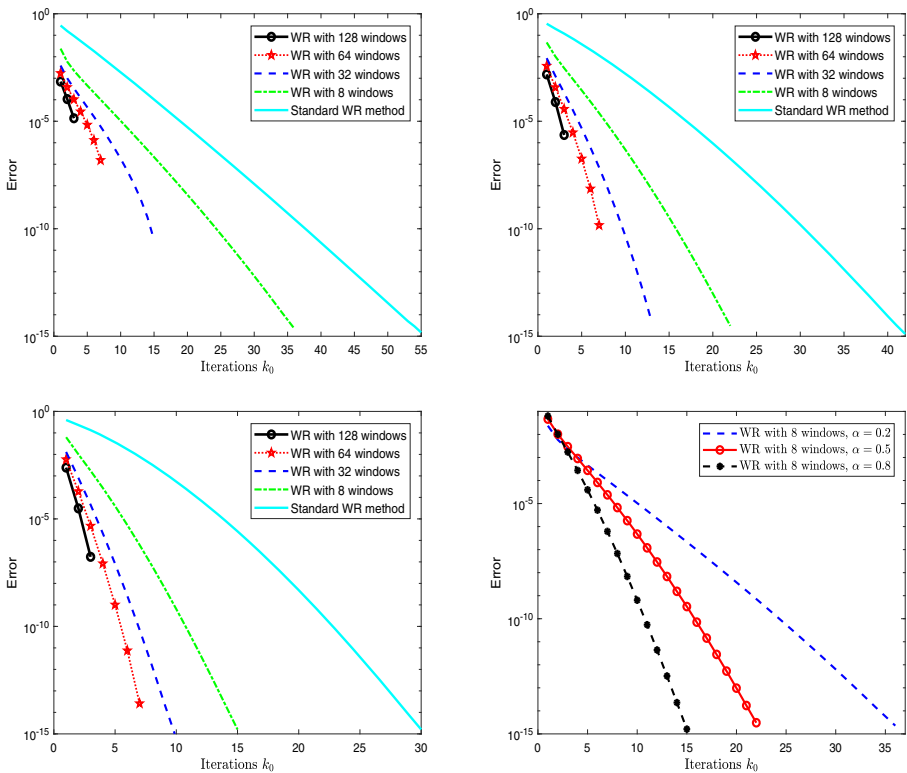 10^0
10^-5
10^-10
10^-15
Error
0 5 10 15 20 25 30 35 40 45 50 55
Iterations k_0
WR with 128 windows
WR with 64 windows
WR with 32 windows
WR with 8 windows
Standard WR method
10^0
10^-5
10^-10
10^-15
Error
0 5 10 15 20 25 30 35 40
Iterations k_0
WR with 128 windows
WR with 64 windows
WR with 32 windows
WR with 8 windows
Standard WR method
10^0
10^-5
10^-10
10^-15
Error
0 5 10 15 20 25 30
Iterations k_0
WR with 128 windows
WR with 64 windows
WR with 32 windows
WR with 8 windows
Standard WR method
10^-5
10^-10
10^-15
Error
0 5 10 15 20 25 30 35
Iterations k_0
WR with 8 windows, α = 0.2
WR with 8 windows, α = 0.5
WR with 8 windows, α = 0.8